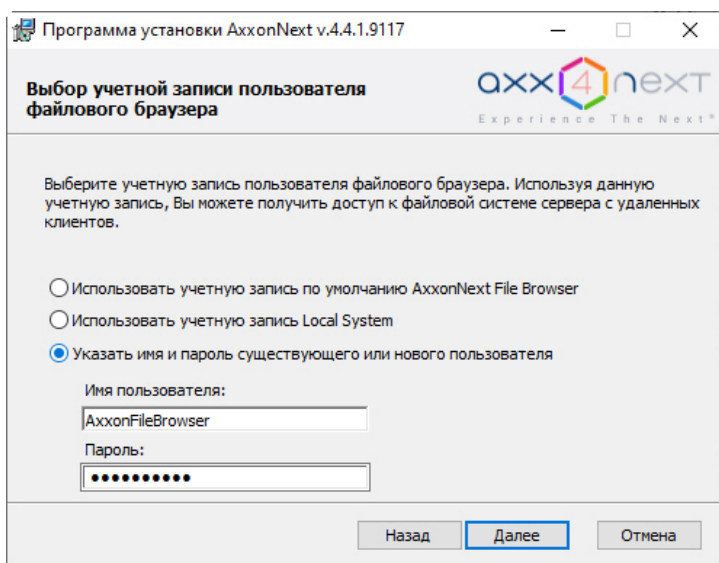 Программа установки AxxonNext v.4.4.1.9117
Выбор учетной записи пользователя
файлового браузера
axx4next
Experience The Next
Выберите учетную запись пользователя файлового браузера. Используя данную
учетную запись, Вы можете получить доступ к файловой системе сервера с удаленных
клиентов.
Использовать учетную запись по умолчанию AxxonNext File Browser
Использовать учетную запись Local System
Указать имя и пароль существующего или нового пользователя
Имя пользователя:
AxxonFileBrowser
Пароль:
••••••••••
Назад Далее Отмена